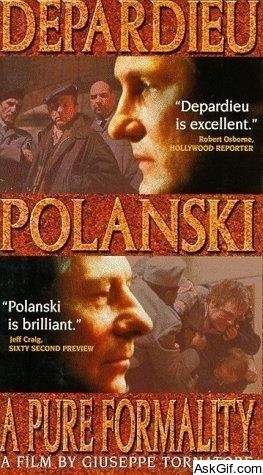 DEPARDIEU
"Depardieu
is excellent."
Robert Osborne,
HOLLYWOOD REPORTER
POLANSKI
"Polanski
is brilliant."
Jeff Craig,
SIXTY SECOND PREVIEW
A PURE FORMALITY
A FILM BY GIUSEPPE TORNATORE
AskGif.com